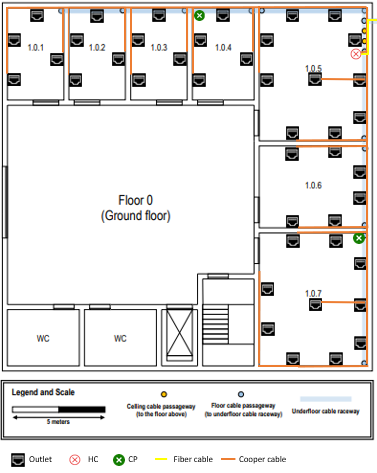 1.0.1
1.0.2
1.0.3
1.0.4
1.0.5
1.0.6
Floor 0
(Ground floor)
1.0.7
WC
WC
Legend and Scale
5 meters
Celling cable passageway
(to the floor above)
Floor cable passageway
(to underfloor cable raceway)
Underfloor cable raceway
Outlet
HC
CP
Fiber cable
Cooper cable